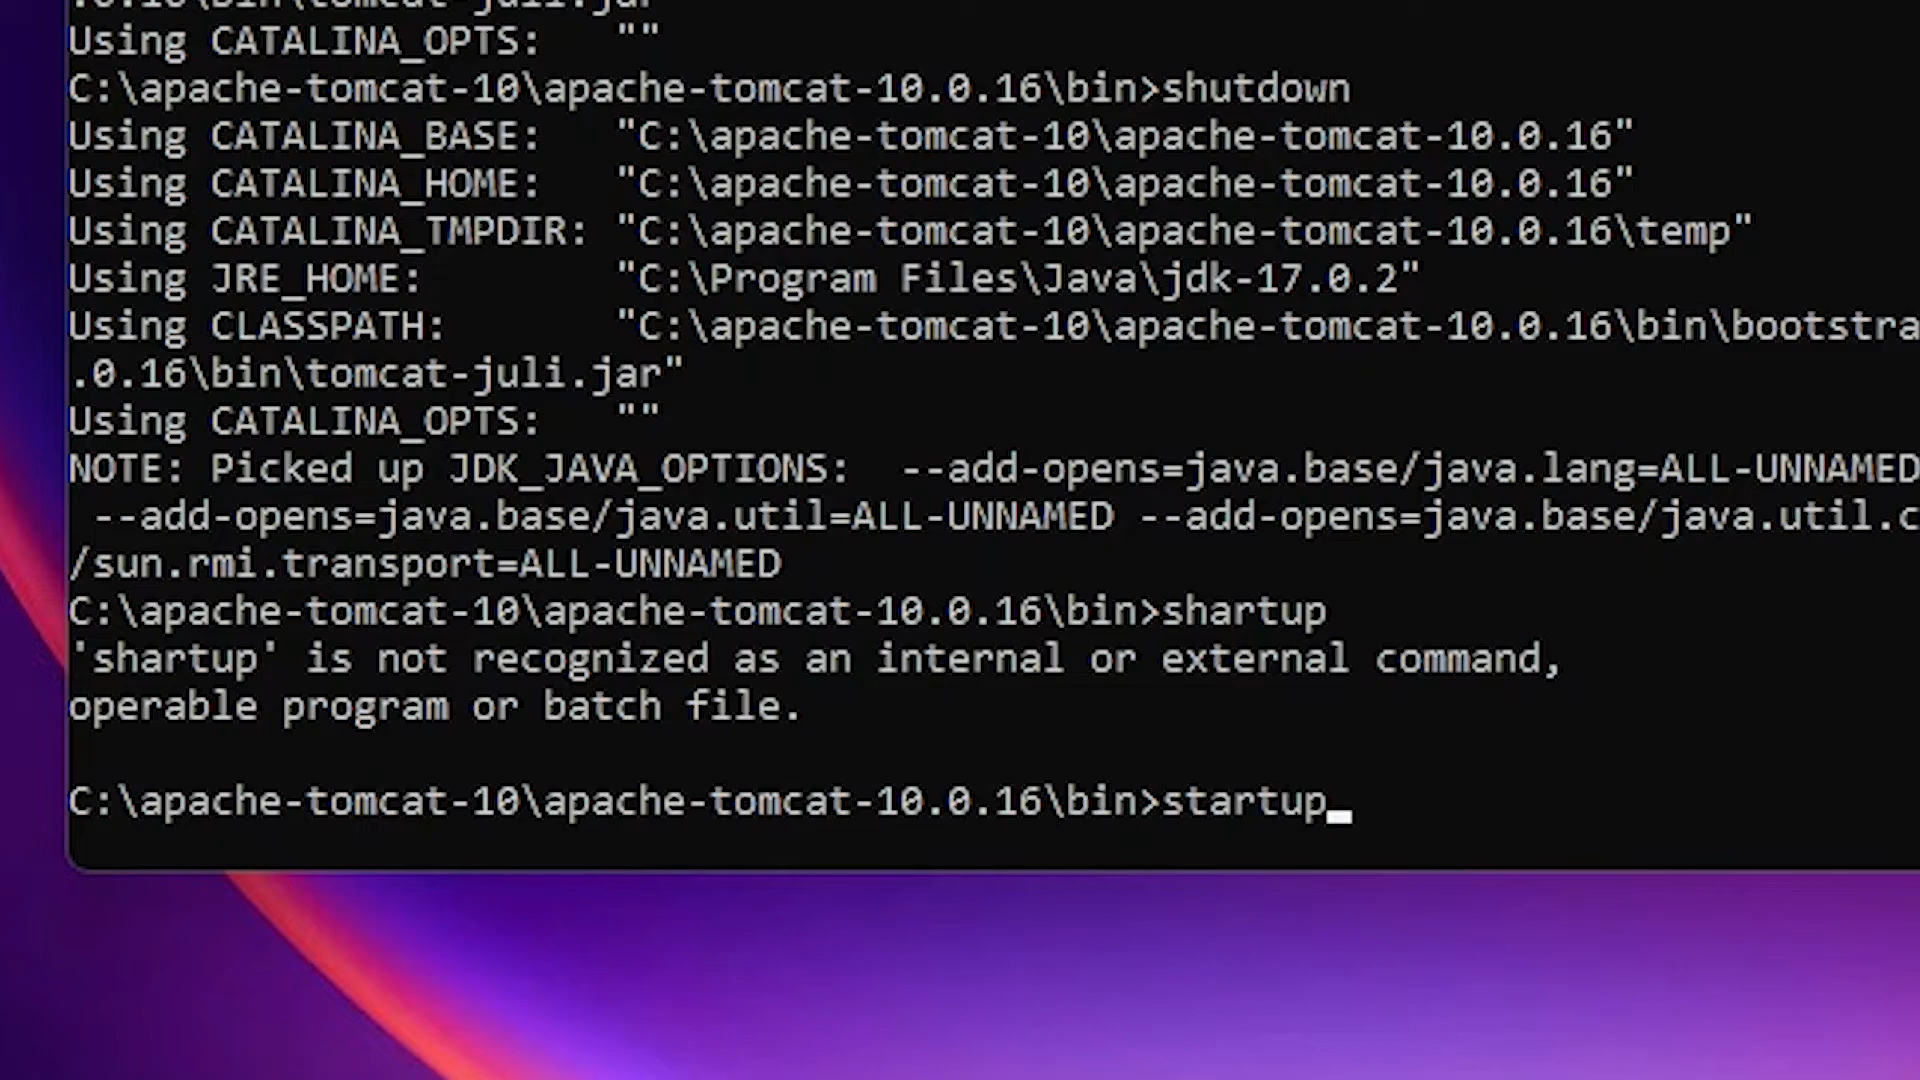 .0.16\bin\tomcat-juli.jar"
Using CATALINA_OPTS:   ""
C:\apache-tomcat-10\apache-tomcat-10.0.16\bin>shutdown
Using CATALINA_BASE:   "C:\apache-tomcat-10\apache-tomcat-10.0.16"
Using CATALINA_HOME:   "C:\apache-tomcat-10\apache-tomcat-10.0.16"
Using CATALINA_TMPDIR: "C:\apache-tomcat-10\apache-tomcat-10.0.16\temp"
Using JRE_HOME:        "C:\Program Files\Java\jdk-17.0.2"
Using CLASSPATH:       "C:\apache-tomcat-10\apache-tomcat-10.0.16\bin\bootstra
.0.16\bin\tomcat-juli.jar"
Using CATALINA_OPTS:   ""
NOTE: Picked up JDK_JAVA_OPTIONS:  --add-opens=java.base/java.lang=ALL-UNNAMED
 --add-opens=java.base/java.util=ALL-UNNAMED --add-opens=java.base/java.util.c
/sun.rmi.transport=ALL-UNNAMED
C:\apache-tomcat-10\apache-tomcat-10.0.16\bin>shartup
'shartup' is not recognized as an internal or external command,
operable program or batch file.
C:\apache-tomcat-10\apache-tomcat-10.0.16\bin>startup